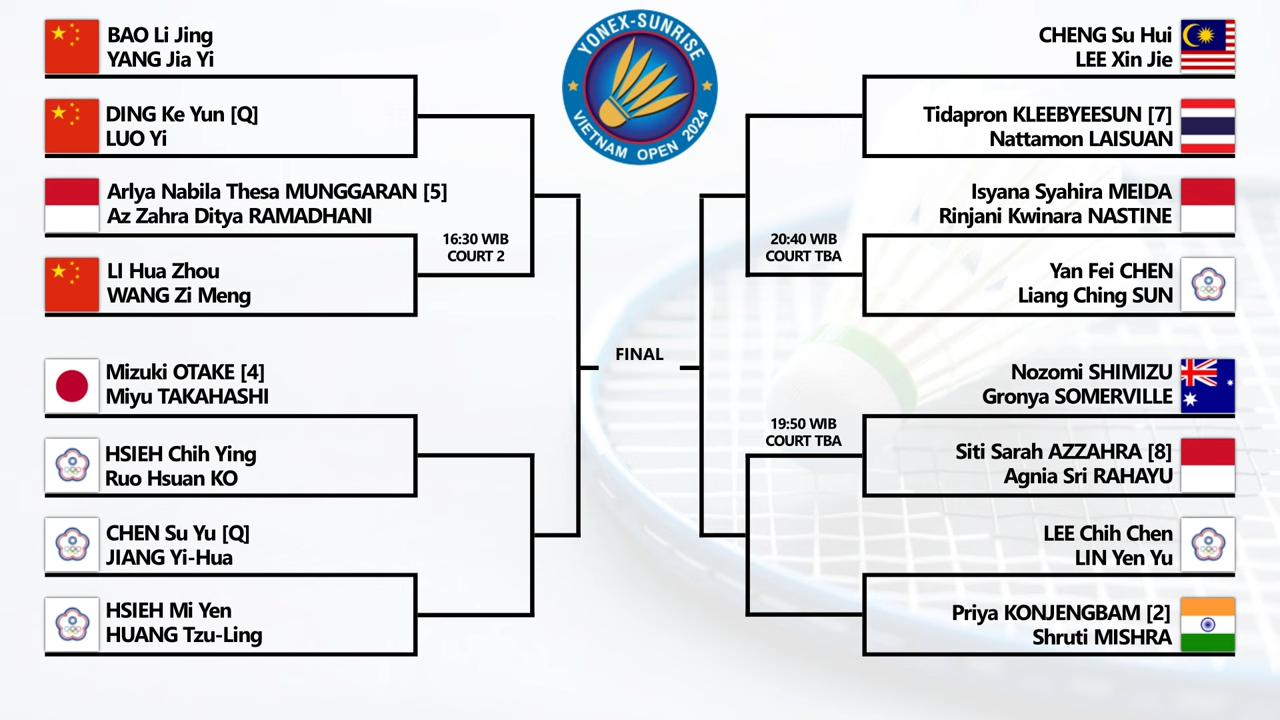 BAO Li Jing
YANG Jia Yi
DING Ke Yun [Q]
LUO Yi
Arlya Nabila Thesa MUNGGARAN [5]
Az Zahra Ditya RAMADHANI
16:30 WIB
COURT 2
LI Hua Zhou
WANG Zi Meng
Mizuki OTAKE [4]
Miyu TAKAHASHI
HSIEH Chih Ying
Ruo Hsuan KO
CHEN Su Yu [Q]
JIANG Yi-Hua
HSIEH Mi Yen
HUANG Tzu-Ling
YONEX-SUNRISE
VIETNAM OPEN 2024
FINAL
CHENG Su Hui
LEE Xin Jie
Tidapron KLEEBYEESUN [7]
Nattamon LAISUAN
Isyana Syahira MEIDA
Rinjani Kwinara NASTINE
20:40 WIB
COURT TBA
Yan Fei CHEN
Liang Ching SUN
Nozomi SHIMIZU
Gronya SOMERVILLE
19:50 WIB
COURT TBA
Siti Sarah AZZAHRA [8]
Agnia Sri RAHAYU
LEE Chih Chen
LIN Yen Yu
Priya KONJENGBAM [2]
Shruti MISHRA